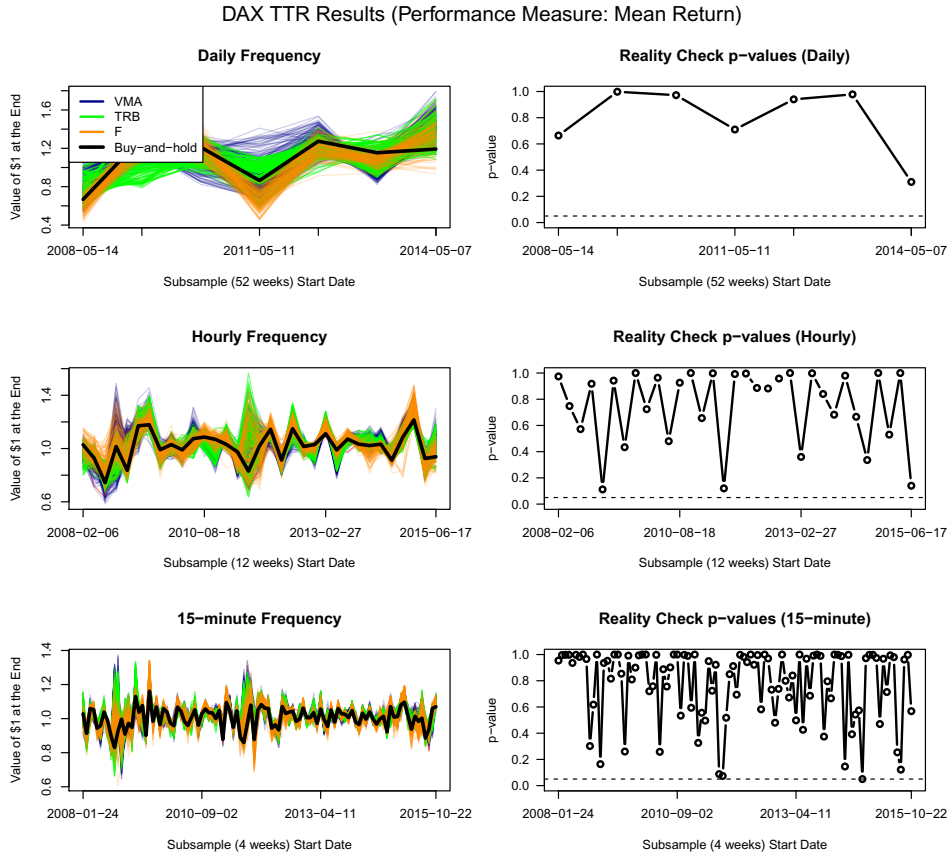 DAX TTR Results (Performance Measure: Mean Return)
Daily Frequency
Value of $1 at the End
0.4 0.8 1.2 1.6
VMA
TRB
F
Buy−and−hold
2008−05−14 2011−05−11 2014−05−07
Subsample (52 weeks) Start Date
Reality Check p−values (Daily)
p−value
0.0 0.2 0.4 0.6 0.8 1.0
2008−05−14 2011−05−11 2014−05−07
Subsample (52 weeks) Start Date
Hourly Frequency
Value of $1 at the End
0.6 1.0 1.4
2008−02−06 2010−08−18 2013−02−27 2015−06−17
Subsample (12 weeks) Start Date
Reality Check p−values (Hourly)
p−value
0.0 0.2 0.4 0.6 0.8 1.0
2008−02−06 2010−08−18 2013−02−27 2015−06−17
Subsample (12 weeks) Start Date
15−minute Frequency
Value of $1 at the End
0.6 0.8 1.0 1.2 1.4
2008−01−24 2010−09−02 2013−04−11 2015−10−22
Subsample (4 weeks) Start Date
Reality Check p−values (15−minute)
p−value
0.0 0.2 0.4 0.6 0.8 1.0
2008−01−24 2010−09−02 2013−04−11 2015−10−22
Subsample (4 weeks) Start Date